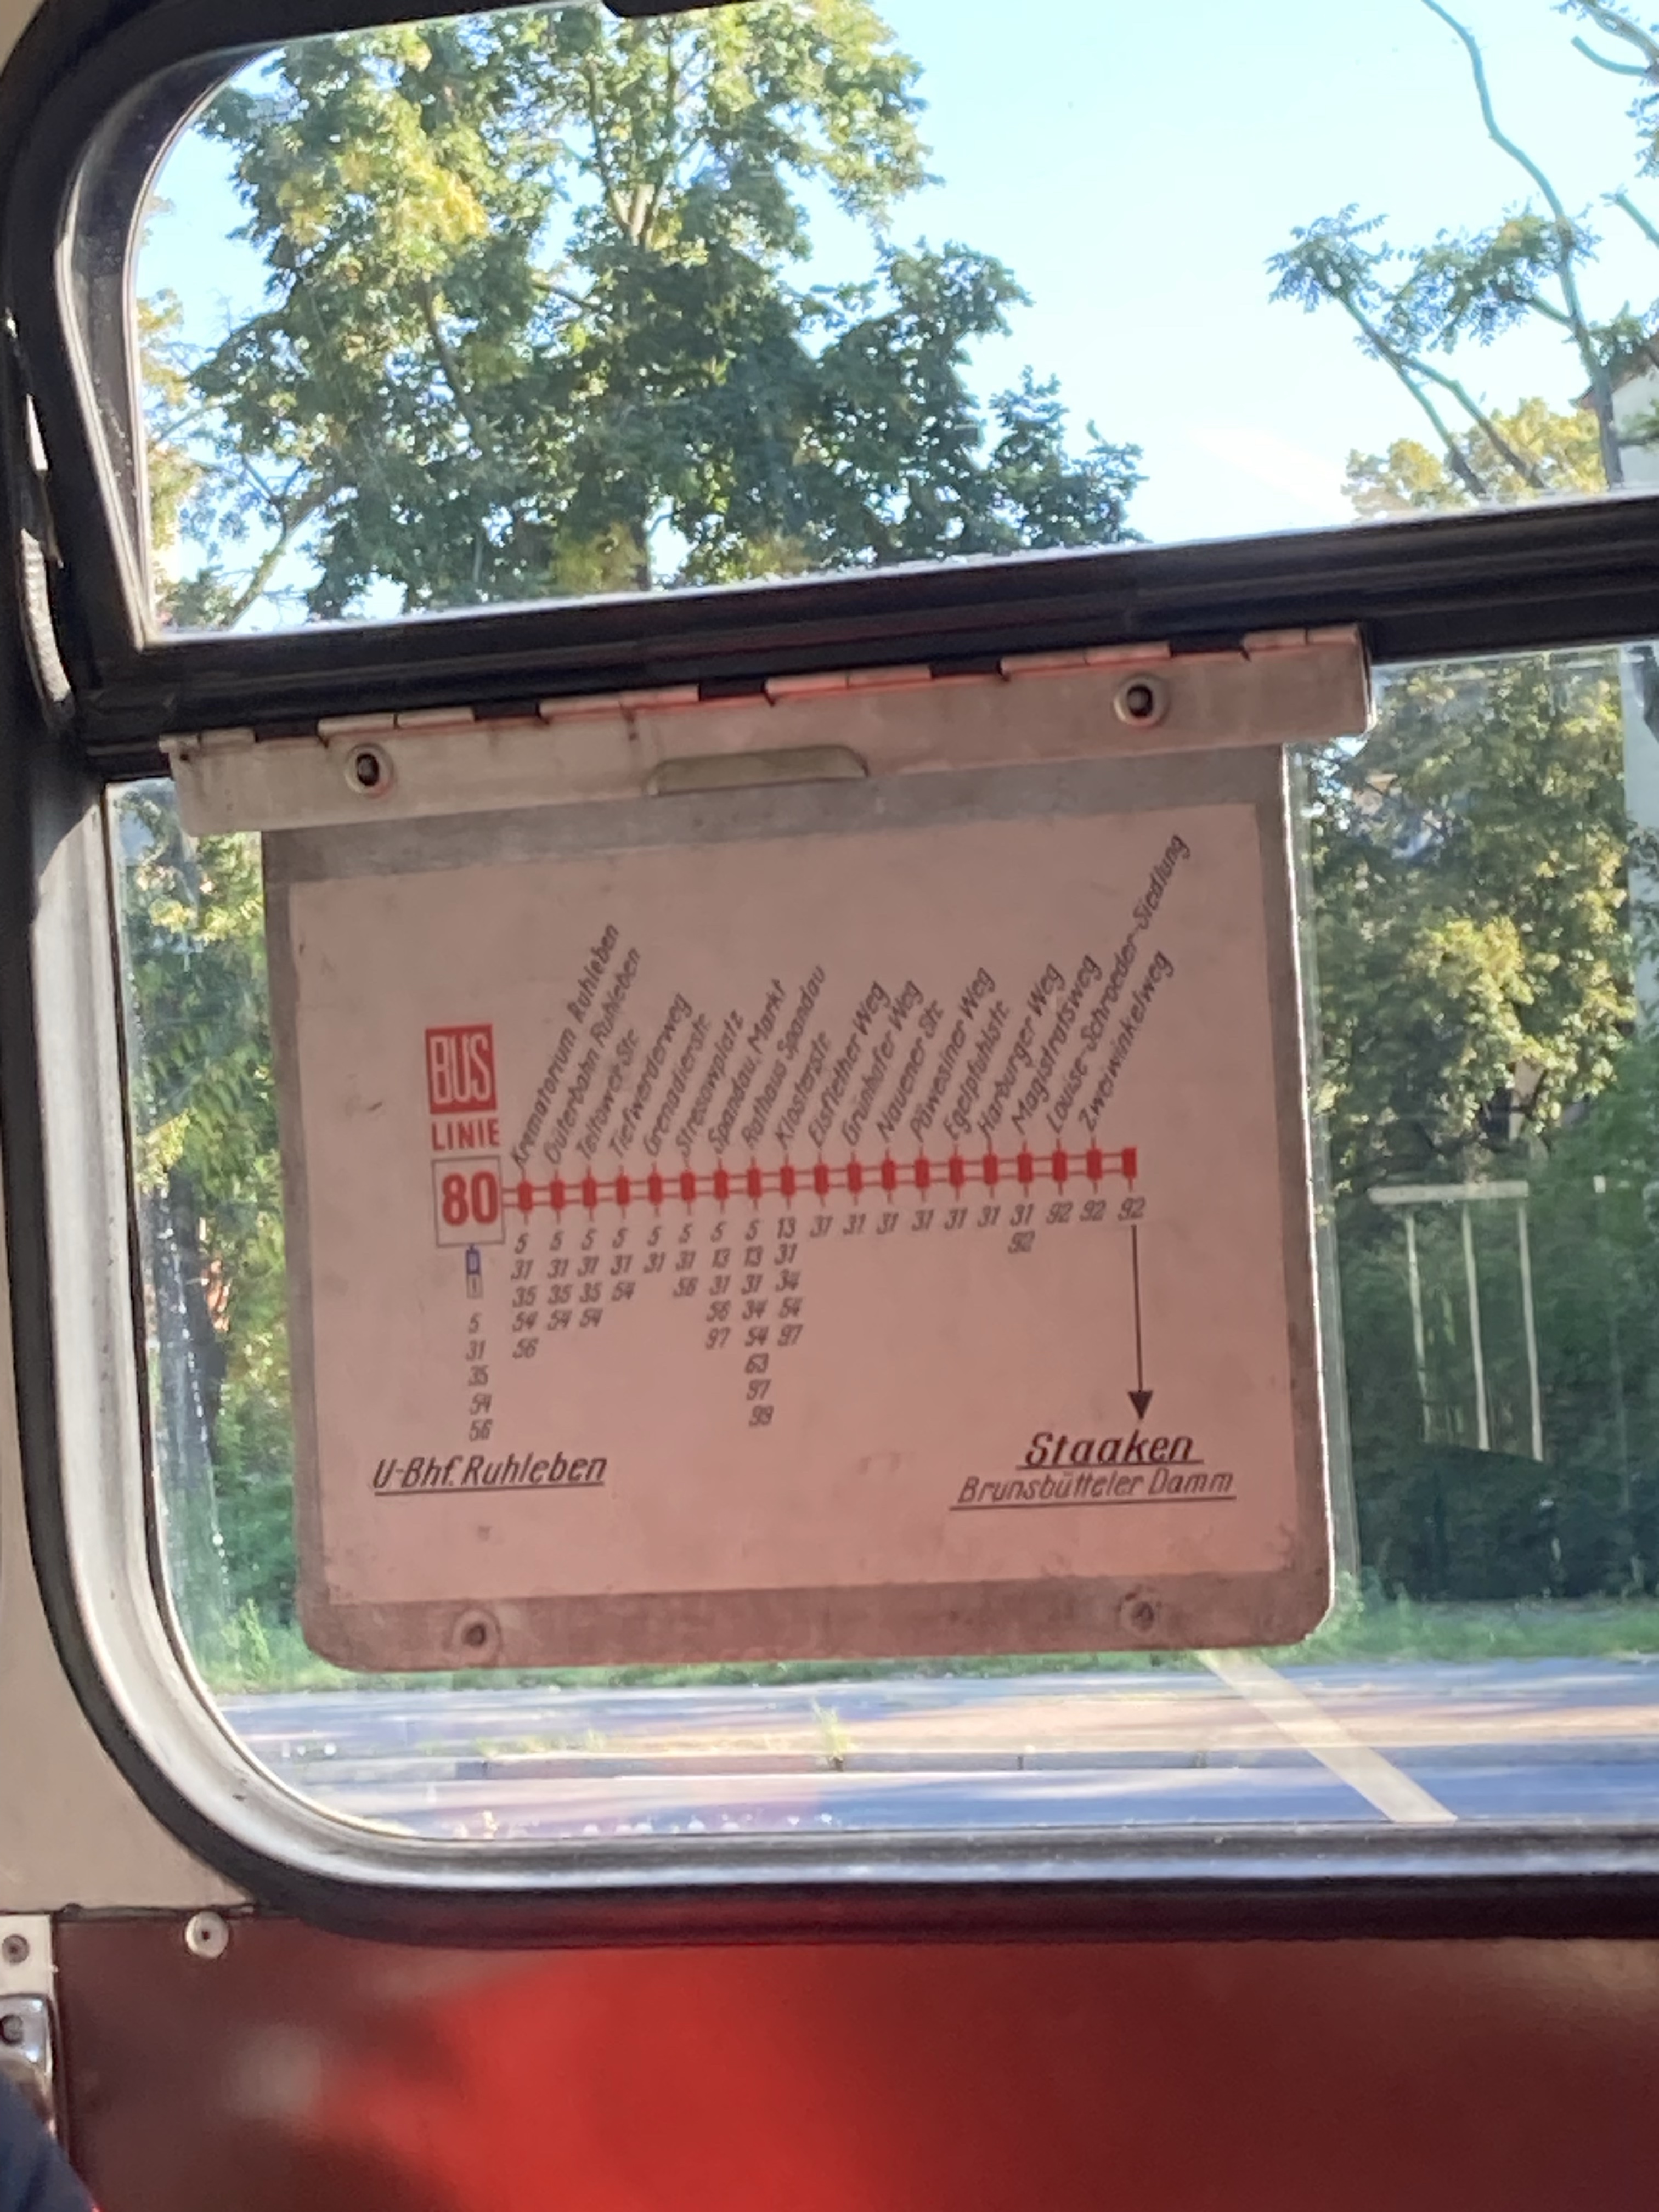 Krematorium Ruhleben
Güterbahn Ruhleben
Teltower Str.
Tiefwerderweg
Grenadierstr.
Stresowplatz
Spandau, Markt
Rathaus Spandau
Klosterstr.
Elsflether Weg
Grünhofer Weg
Nauener Str.
Päwesiner Weg
Egelpfuhlstr.
Harburger Weg
Magistratsweg
Louise-Schroeder-Siedlung
Zweiwinkelweg
BUS
LINIE
80
5 5 5 5 5 5 5 5 13 31 31 31 31 31 31 31 92 92 92
31 31 31 31 31 31 13 13 31 92
35 35 35 54 56 31 31 34
54 54 54 56 34 54
56 97 54 97
63
97
99
U
1
5
31
35
54
56
U-Bhf. Ruhleben
Staaken
Brunsbütteler Damm